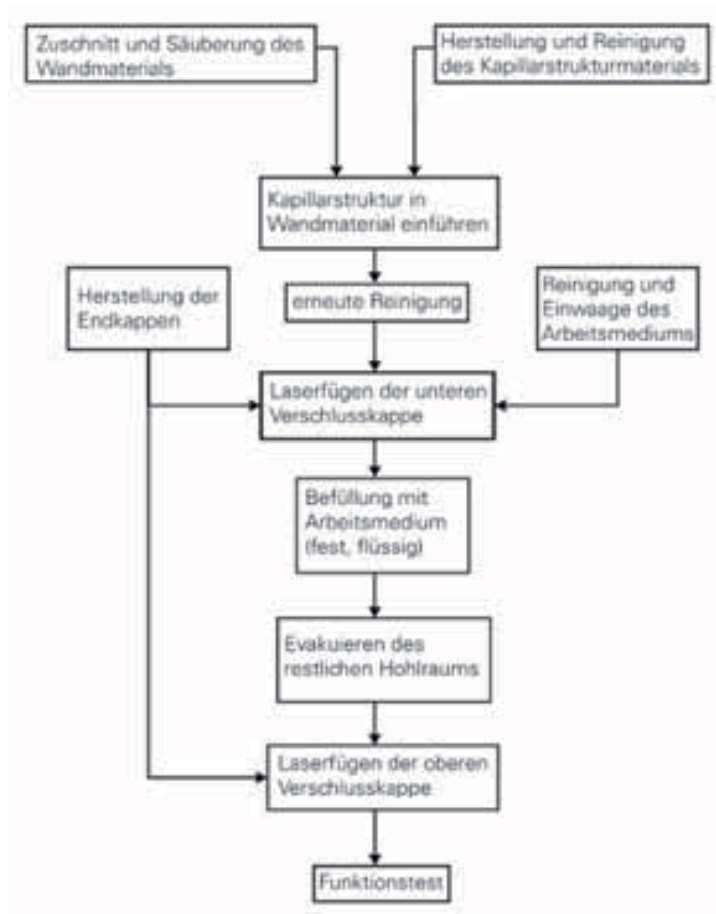 Zuschnitt und Säuberung des
Wandmaterials
Herstellung und Reinigung
des Kapillarstrukturmaterials
Kapillarstruktur in
Wandmaterial einführen
Herstellung der
Endkappen
erneute Reinigung
Reinigung und
Einwaage des
Arbeitsmediums
Laserfügen der unteren
Verschlusskappe
Befüllung mit
Arbeitsmedium
(fest, flüssig)
Evakuieren des
restlichen Hohlraums
Laserfügen der oberen
Verschlusskappe
Funktionstest